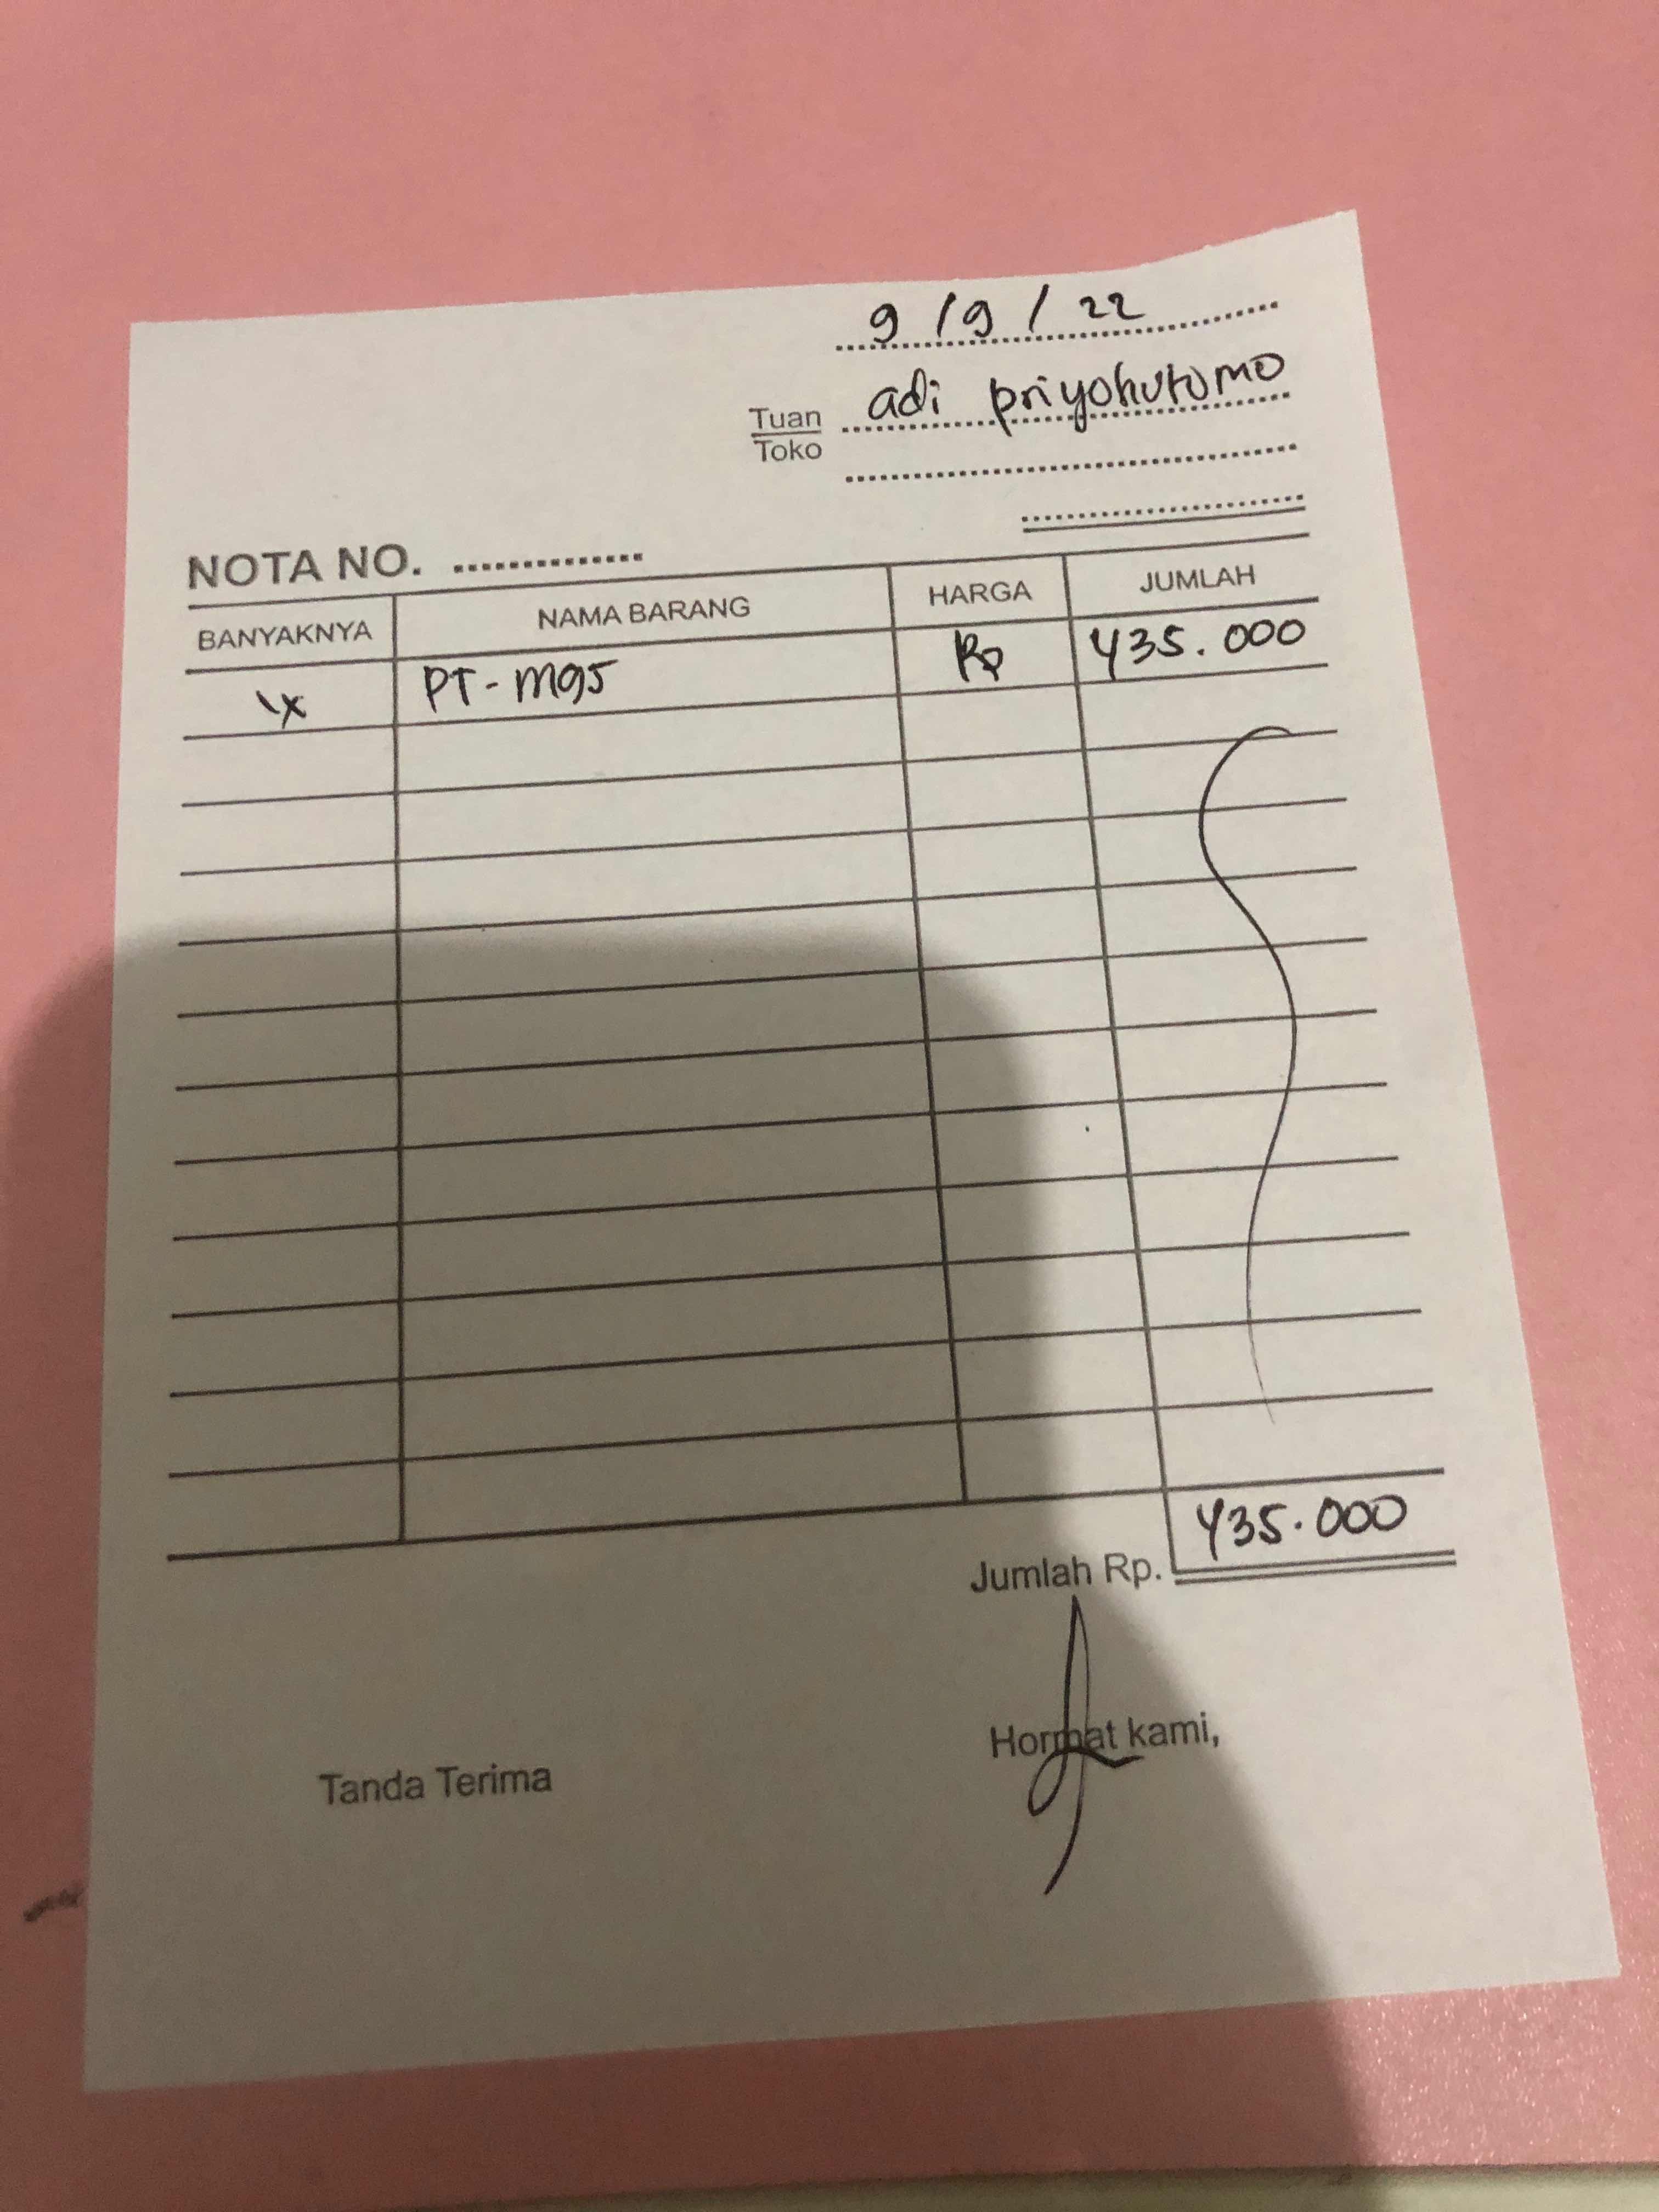 9/9/22
Tuan adi priyohutomo
Toko
NOTA NO. ...............
BANYAKNYA NAMA BARANG HARGA JUMLAH
1x PT-M95 Rp 435.000
Jumlah Rp. 435.000
Tanda Terima Hormat kami,